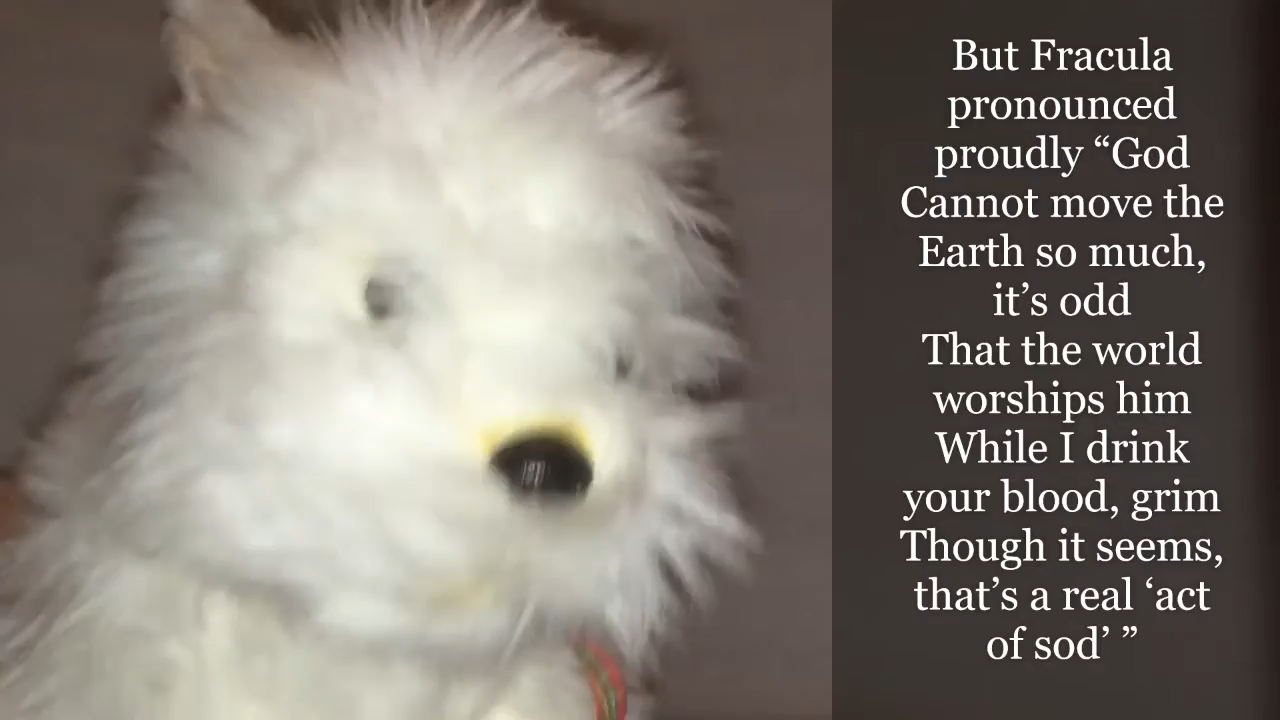 But Fracula
pronounced
proudly “God
Cannot move the
Earth so much,
it’s odd
That the world
worships him
While I drink
your blood, grim
Though it seems,
that’s a real ‘act
of sod’ ”